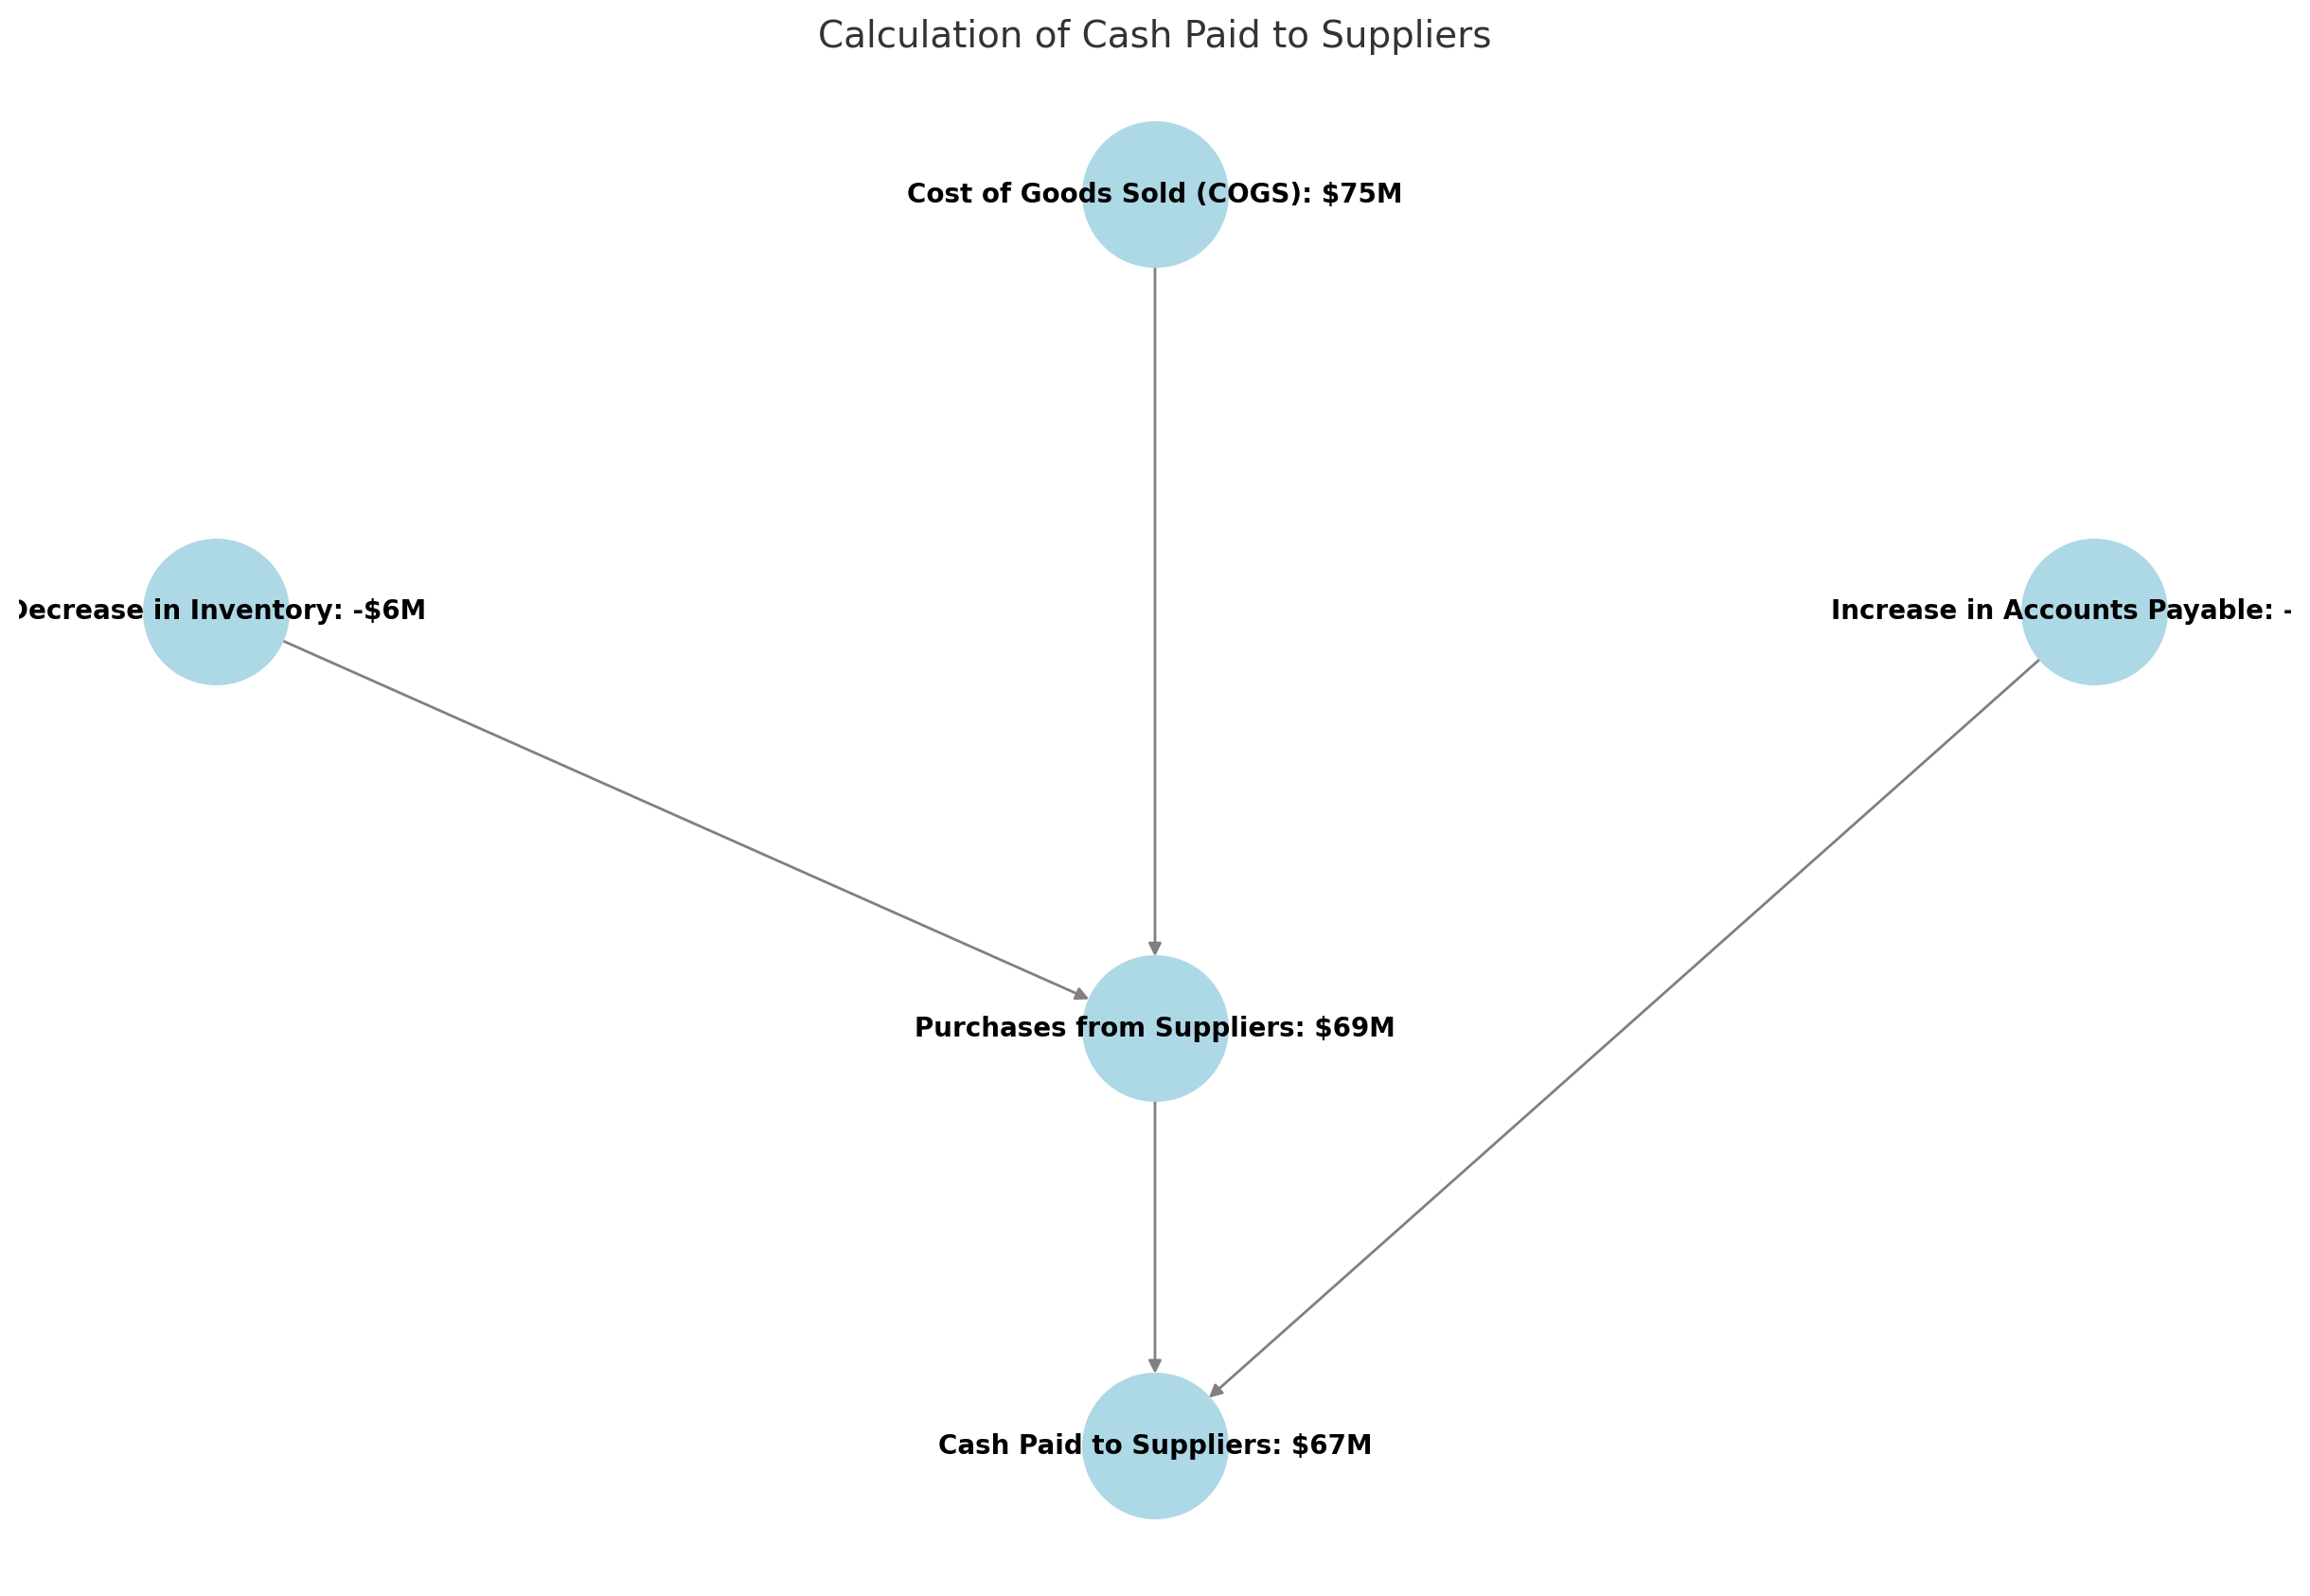 Calculation of Cash Paid to Suppliers
Cost of Goods Sold (COGS): $75M
Decrease in Inventory: -$6M
Increase in Accounts Payable: -
Purchases from Suppliers: $69M
Cash Paid to Suppliers: $67M